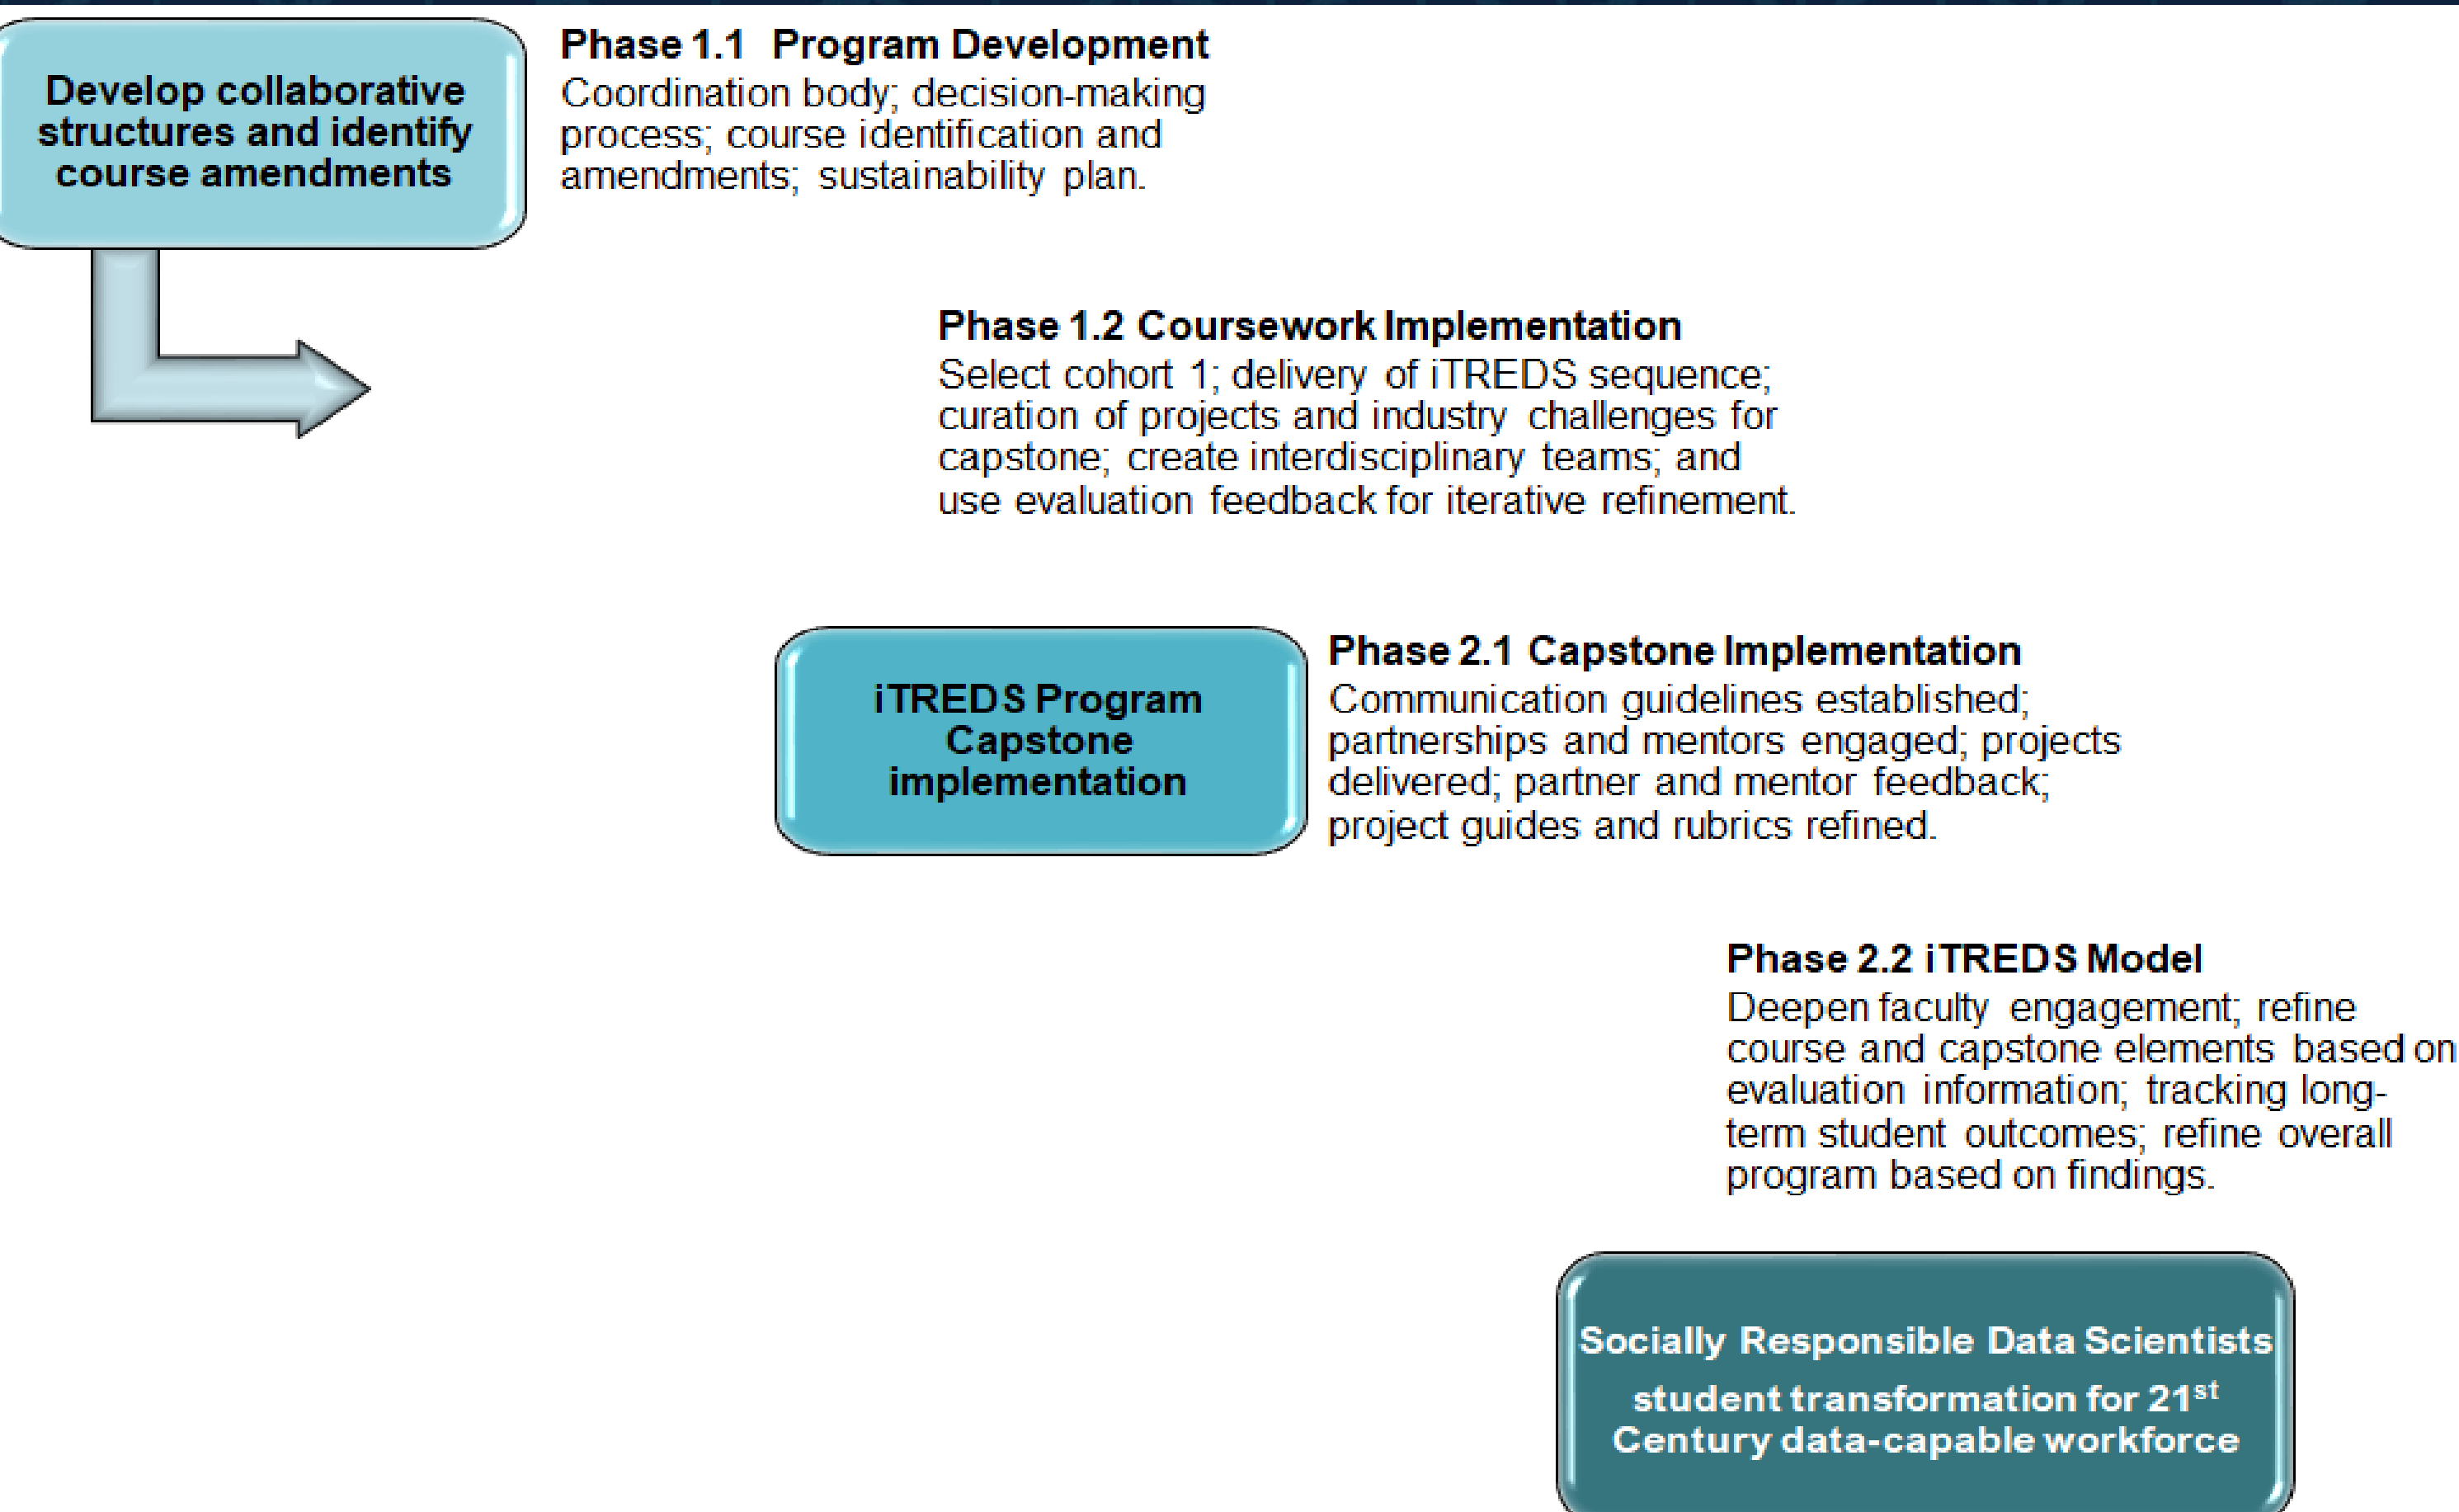 Develop collaborative
structures and identify
course amendments
Phase 1.1 Program Development
Coordination body; decision-making
process; course identification and
amendments; sustainability plan.
Phase 1.2 Coursework Implementation
Select cohort 1; delivery of iTREDS sequence;
curation of projects and industry challenges for
capstone; create interdisciplinary teams; and
use evaluation feedback for iterative refinement.
iTREDS Program
Capstone
implementation
Phase 2.1 Capstone Implementation
Communication guidelines established;
partnerships and mentors engaged; projects
delivered; partner and mentor feedback;
project guides and rubrics refined.
Phase 2.2 iTREDS Model
Deepen faculty engagement; refine
course and capstone elements based on
evaluation information; tracking long-
term student outcomes; refine overall
program based on findings.
Socially Responsible Data Scientists
student transformation for 21st
Century data-capable workforce